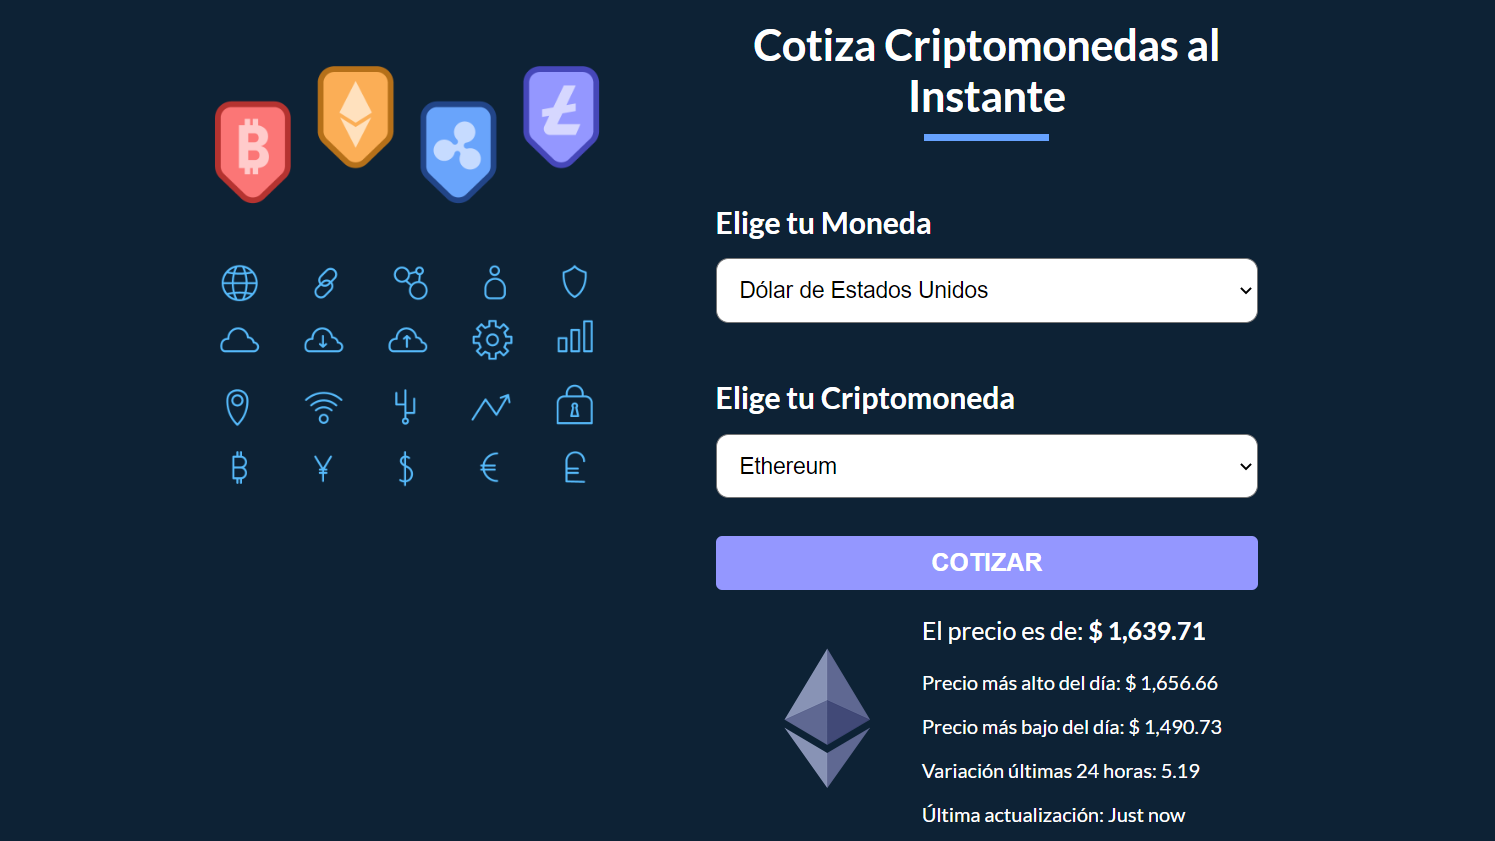 Cotiza Criptomonedas al
Instante
Elige tu Moneda
Dólar de Estados Unidos
Elige tu Criptomoneda
Ethereum
COTIZAR
El precio es de: $ 1,639.71
Precio más alto del día: $ 1,656.66
Precio más bajo del día: $ 1,490.73
Variación últimas 24 horas: 5.19
Última actualización: Just now